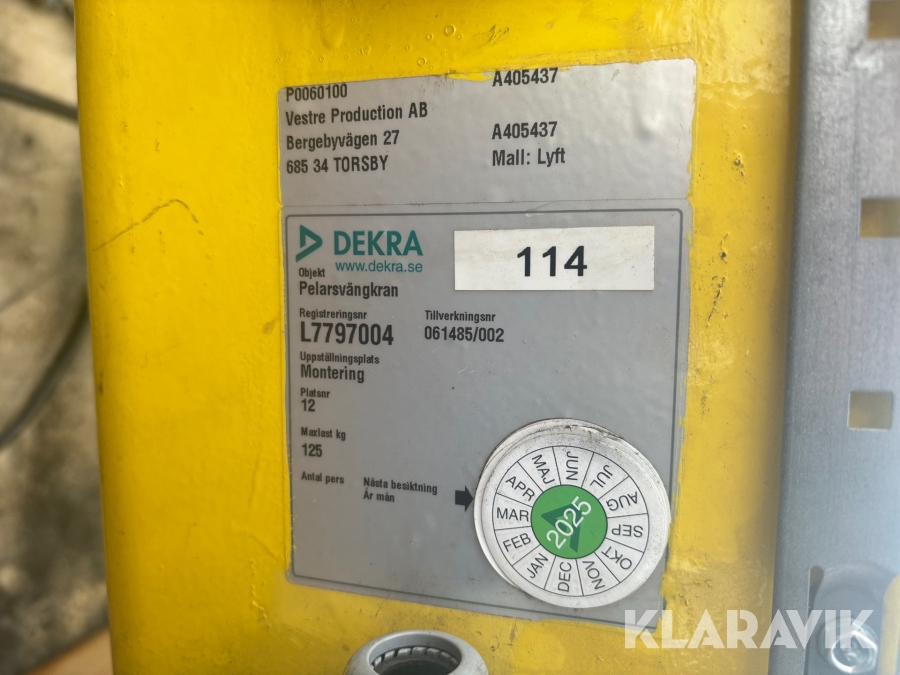 P0060100 A405437
Vestre Production AB
Bergebyvägen 27 A405437
685 34 TORSBY Mall: Lyft
DEKRA
www.dekra.se
114
Objekt
Pelarsvängkran
Registreringsnr Tillverkningsnr
L7797004 061485/002
Uppställningsplats
Montering
Platsnr
12
Maxlast kg
125
Antal pers Nästa besiktning
År mån
JAN
FEB
MAR
APR
MAJ
JUN
JUL
AUG
SEP
OKT
NOV
DEC
2025
KLARAVIK